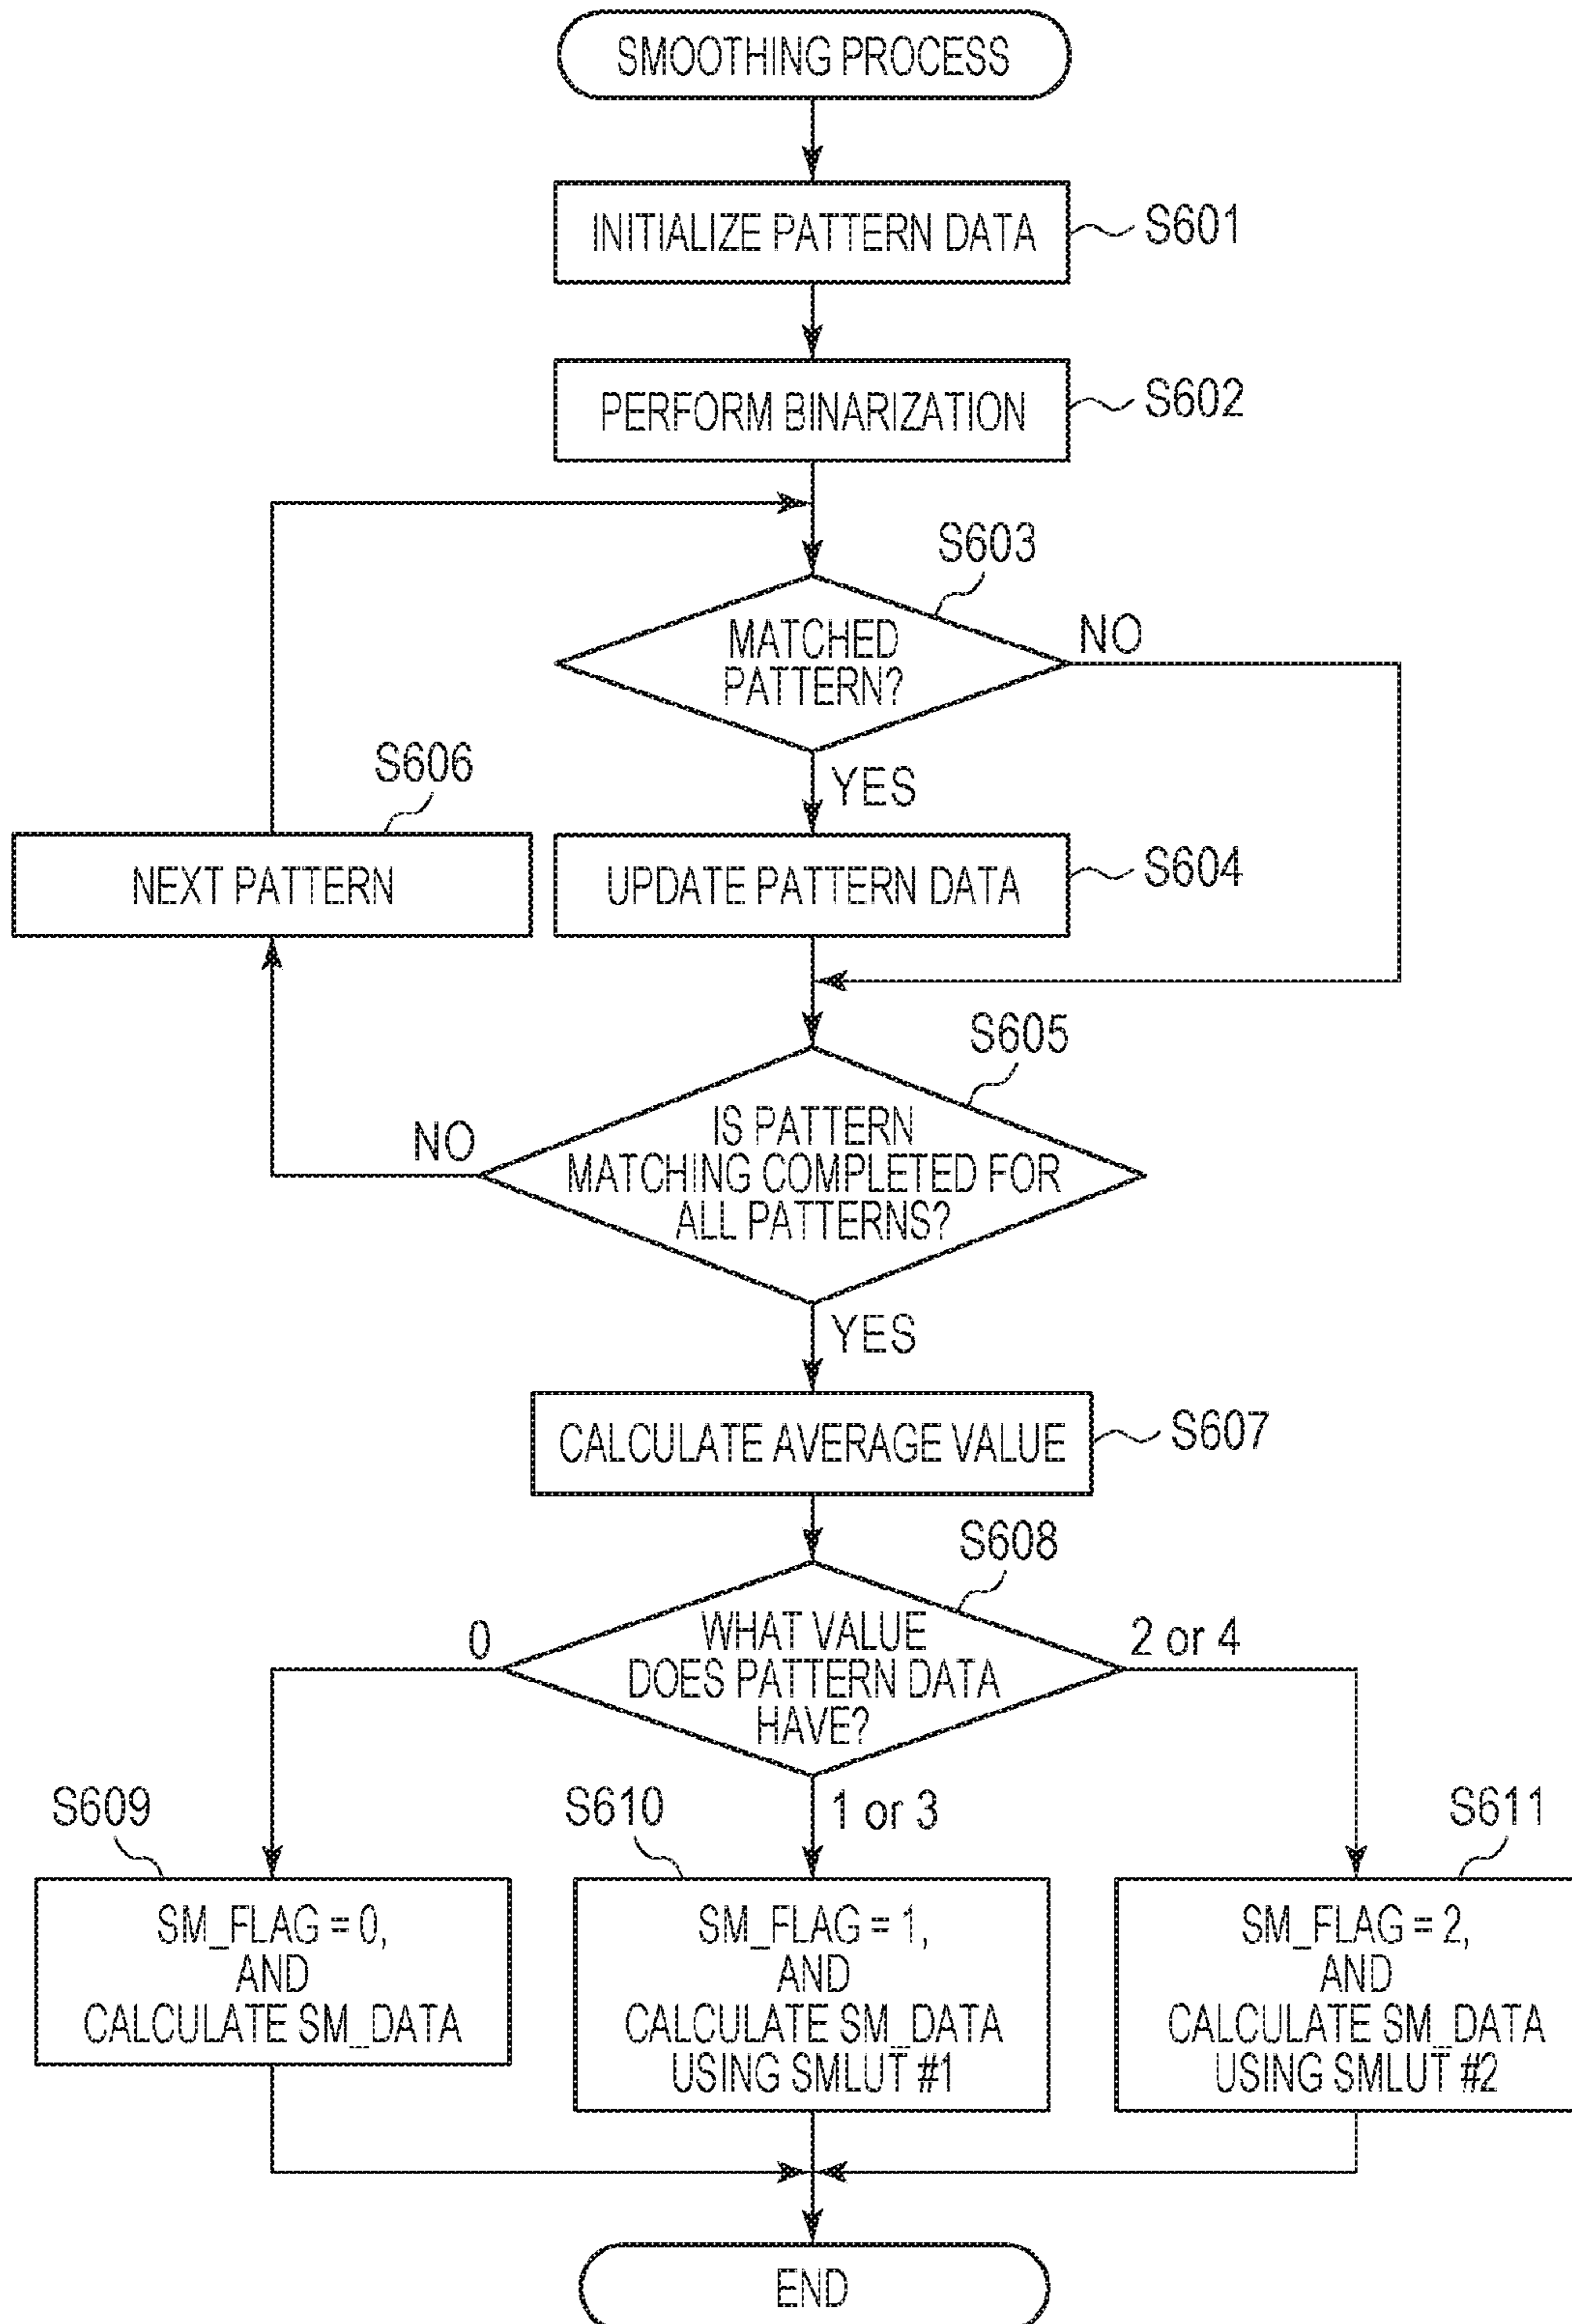 SMOOTHING PROCESS
INITIALIZE PATTERN DATA
S601
PERFORM BINARIZATION
S602
S603
MATCHED
PATTERN?
NO
YES
S606
NEXT PATTERN
UPDATE PATTERN DATA
S604
S605
IS PATTERN
MATCHING COMPLETED FOR
ALL PATTERNS?
NO
YES
CALCULATE AVERAGE VALUE
S607
S608
WHAT VALUE
DOES PATTERN DATA
HAVE?
0
2 or 4
1 or 3
S609
SM_FLAG = 0,
AND
CALCULATE SM_DATA
S610
SM_FLAG = 1,
AND
CALCULATE SM_DATA
USING SMLUT #1
S611
SM_FLAG = 2,
AND
CALCULATE SM_DATA
USING SMLUT #2
END